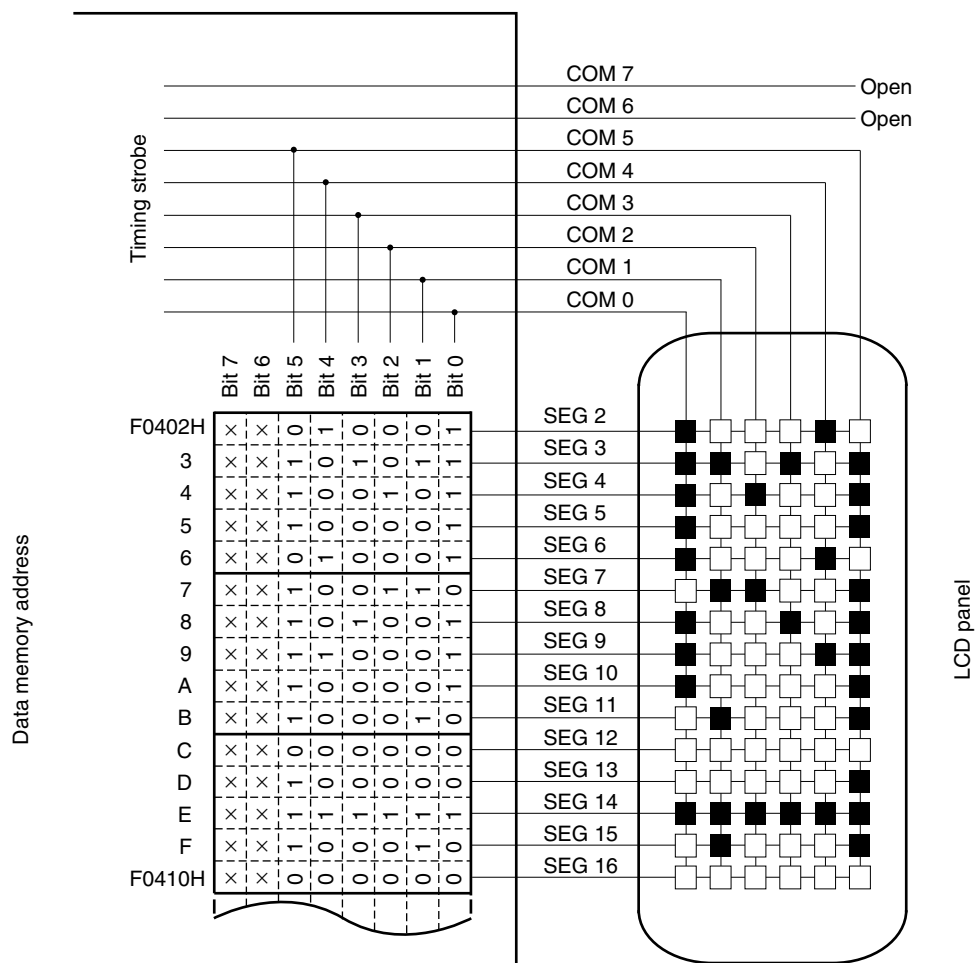 COM 7
Open
COM 6
Open
COM 5
COM 4
COM 3
COM 2
COM 1
COM 0
Timing strobe
Bit 7
Bit 6
Bit 5
Bit 4
Bit 3
Bit 2
Bit 1
Bit 0
F0402H × × 0 1 0 0 0 1 SEG 2
3 × × 1 0 1 0 1 1 SEG 3
4 × × 1 0 0 1 0 1 SEG 4
5 × × 1 0 0 0 0 1 SEG 5
6 × × 0 1 0 0 0 1 SEG 6
7 × × 1 0 0 1 1 0 SEG 7
8 × × 1 0 1 0 0 1 SEG 8
9 × × 1 1 0 0 0 1 SEG 9
A × × 1 0 0 0 0 1 SEG 10
B × × 1 0 0 0 1 0 SEG 11
C × × 0 0 0 0 0 0 SEG 12
D × × 1 0 0 0 0 0 SEG 13
E × × 1 1 1 1 1 1 SEG 14
F × × 1 0 0 0 1 0 SEG 15
F0410H × × 0 0 0 0 0 0 SEG 16
Data memory address
LCD panel